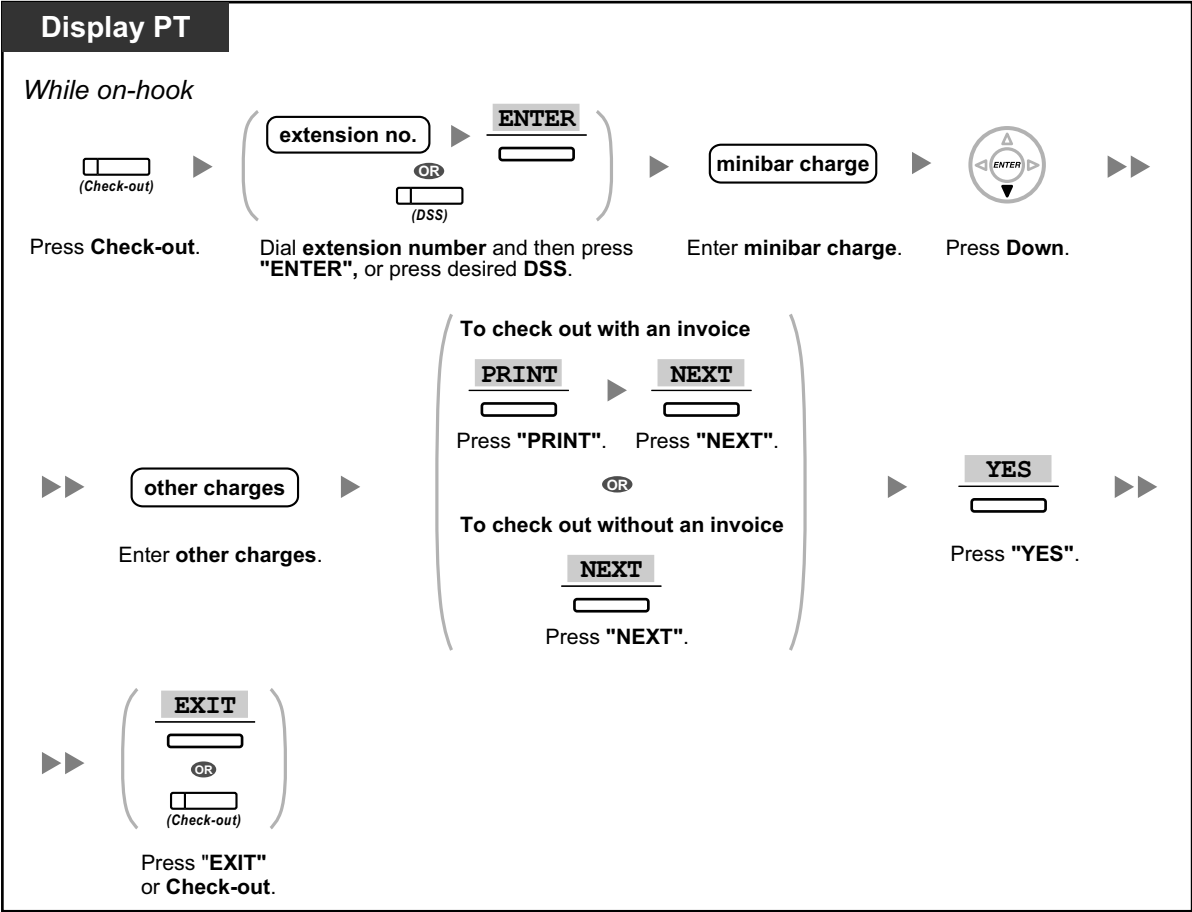 Display PT
While on-hook
(Check-out)
extension no.
ENTER
OR
(DSS)
minibar charge
ENTER
Press Check-out.
Dial extension number and then press
"ENTER", or press desired DSS.
Enter minibar charge.
Press Down.
other charges
Enter other charges.
To check out with an invoice
PRINT
NEXT
Press "PRINT".
Press "NEXT".
OR
To check out without an invoice
NEXT
Press "NEXT".
YES
Press "YES".
EXIT
OR
(Check-out)
Press "EXIT"
or Check-out.